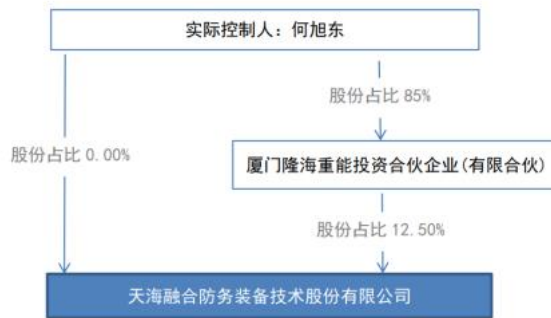 实际控制人：何旭东
股份占比 85%
股份占比 0.00%
厦门隆海重能投资合伙企业(有限合伙)
股份占比 12.50%
天海融合防务装备技术股份有限公司